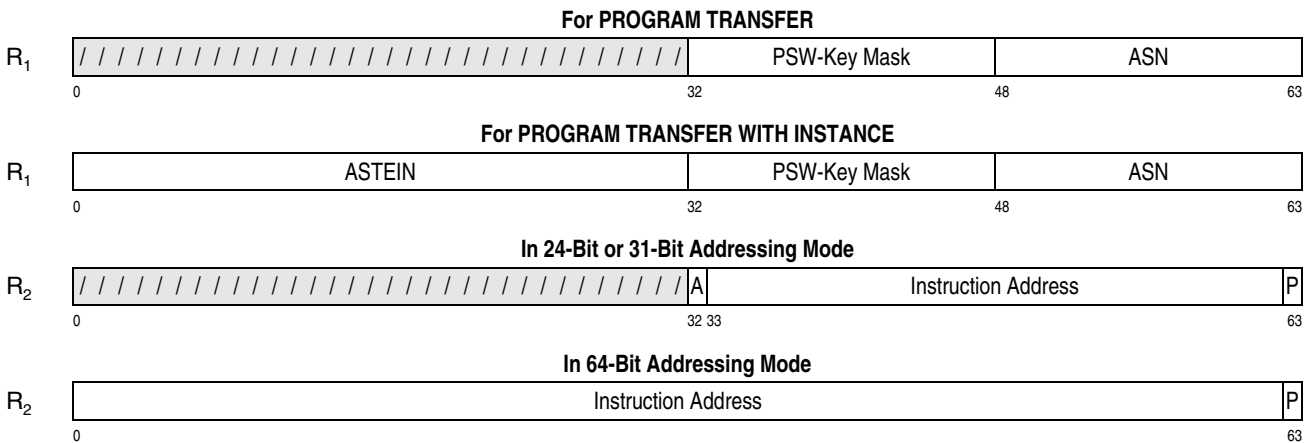 For PROGRAM TRANSFER
R₁ / / / / / / / / / / / / / / / / / / / / / / / / / / / / / / / / PSW-Key Mask ASN
0 32 48 63
For PROGRAM TRANSFER WITH INSTANCE
R₁ ASTEIN PSW-Key Mask ASN
0 32 48 63
In 24-Bit or 31-Bit Addressing Mode
R₂ / / / / / / / / / / / / / / / / / / / / / / / / / / / / / / / / A Instruction Address P
0 32 33 63
In 64-Bit Addressing Mode
R₂ Instruction Address P
0 63